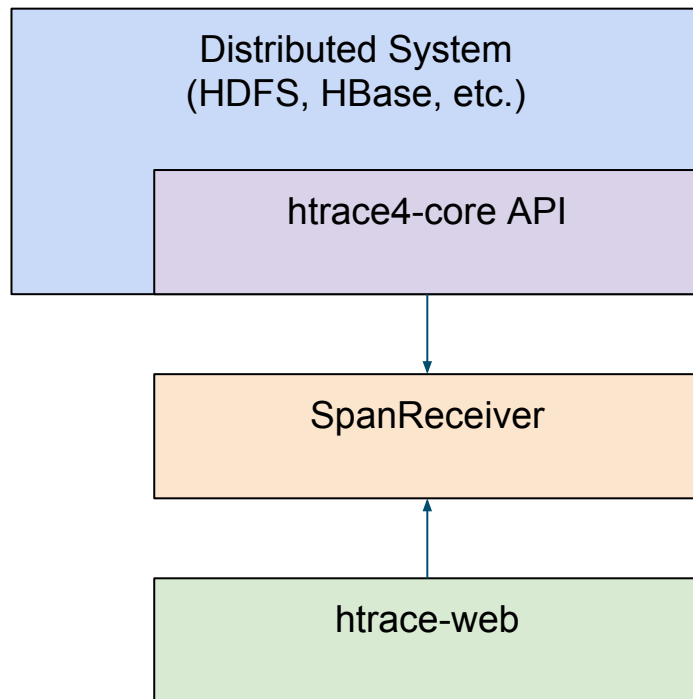 Distributed System
(HDFS, HBase, etc.)
htrace4-core API
SpanReceiver
htrace-web